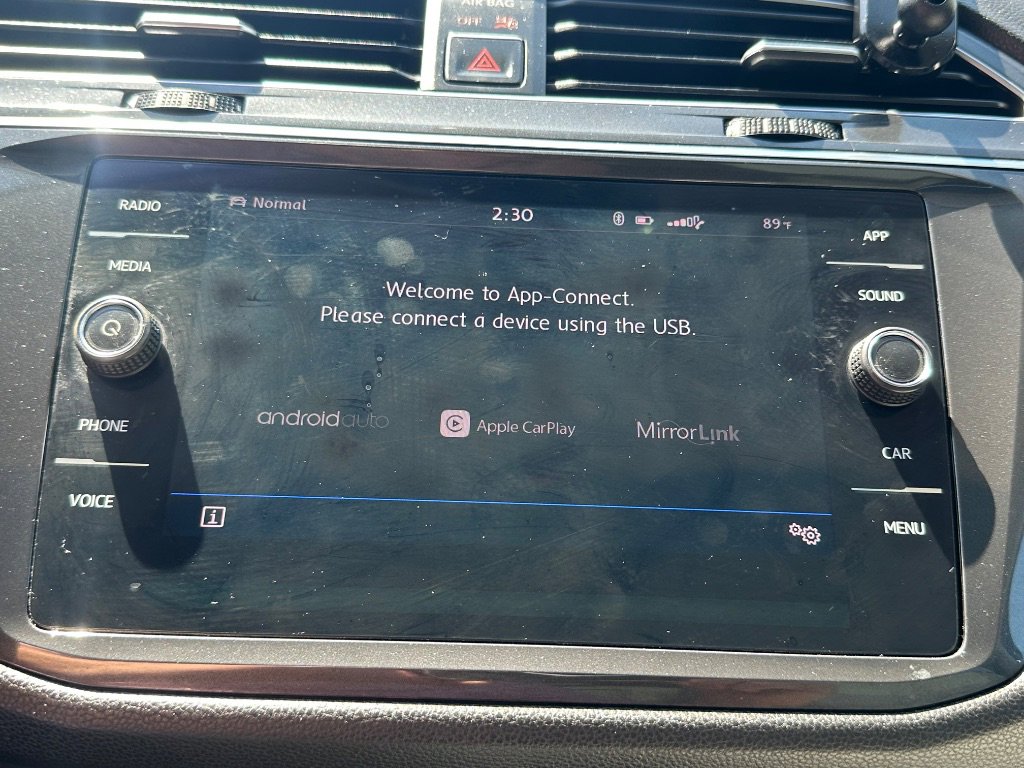 AIR BAG
OFF
RADIO
MEDIA
PHONE
VOICE
Normal
2:30
89°F
Welcome to App-Connect.
Please connect a device using the USB.
androidauto
Apple CarPlay
MirrorLink
i
APP
SOUND
CAR
MENU